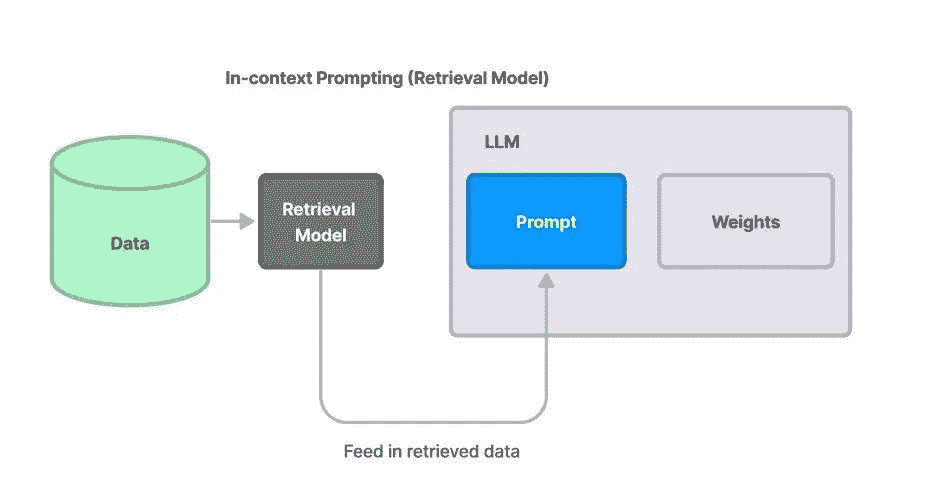 In-context Prompting (Retrieval Model)
LLM
Data
Retrieval
Model
Prompt
Weights
Feed in retrieved data